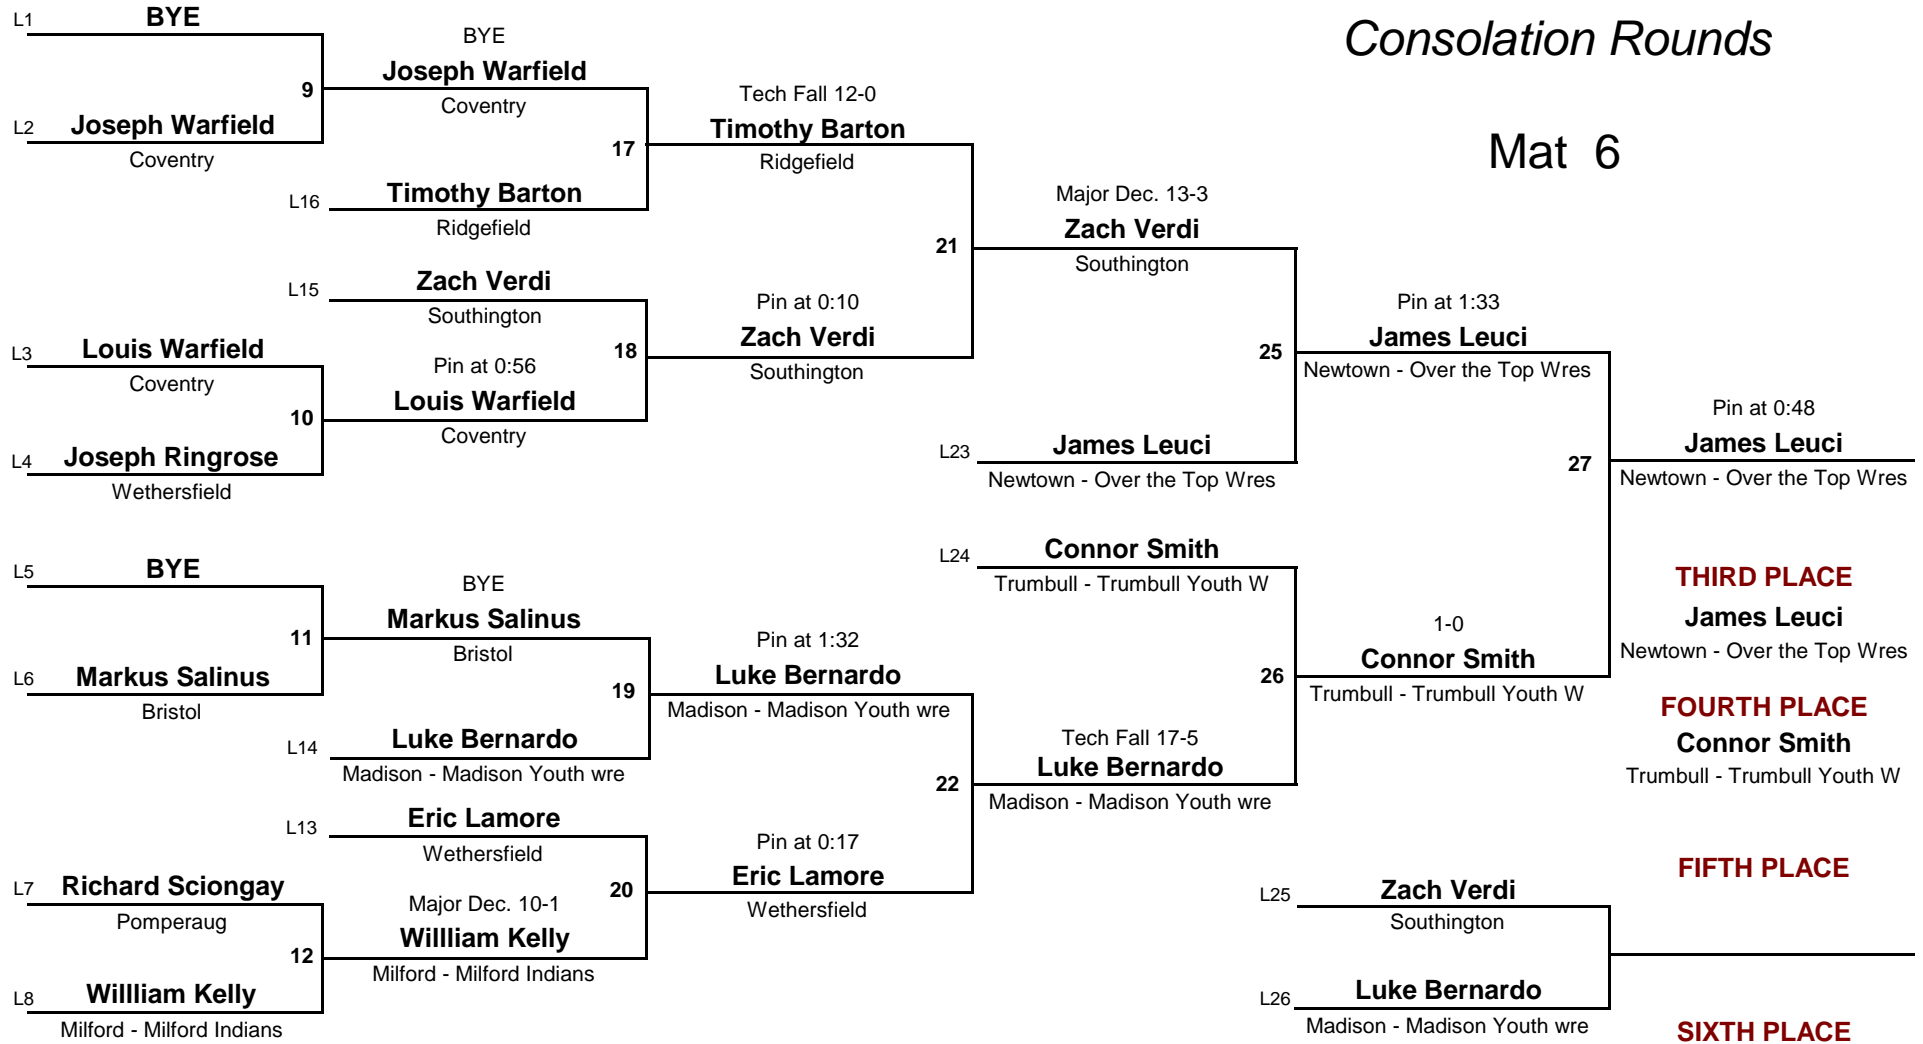 Consolation Rounds
Mat 6
L1 BYE
9
L2 Joseph Warfield
Coventry
BYE
Joseph Warfield
Coventry
17
L16 Timothy Barton
Ridgefield
Tech Fall 12-0
Timothy Barton
Ridgefield
L15 Zach Verdi
Southington
18
L3 Louis Warfield
Coventry
10
L4 Joseph Ringrose
Wethersfield
Pin at 0:56
Louis Warfield
Coventry
Pin at 0:10
Zach Verdi
Southington
21
Major Dec. 13-3
Zach Verdi
Southington
25
L23 James Leuci
Newtown - Over the Top Wres
Pin at 1:33
James Leuci
Newtown - Over the Top Wres
27
Pin at 0:48
James Leuci
Newtown - Over the Top Wres
L5 BYE
11
L6 Markus Salinus
Bristol
BYE
Markus Salinus
Bristol
19
L14 Luke Bernardo
Madison - Madison Youth wre
Pin at 1:32
Luke Bernardo
Madison - Madison Youth wre
22
L13 Eric Lamore
Wethersfield
20
L7 Richard Sciongay
Pomperaug
12
L8 Willliam Kelly
Milford - Milford Indians
Major Dec. 10-1
Willliam Kelly
Milford - Milford Indians
Pin at 0:17
Eric Lamore
Wethersfield
L24 Connor Smith
Trumbull - Trumbull Youth W
26
Tech Fall 17-5
Luke Bernardo
Madison - Madison Youth wre
1-0
Connor Smith
Trumbull - Trumbull Youth W
THIRD PLACE
James Leuci
Newtown - Over the Top Wres
FOURTH PLACE
Connor Smith
Trumbull - Trumbull Youth W
FIFTH PLACE
L25 Zach Verdi
Southington
L26 Luke Bernardo
Madison - Madison Youth wre
SIXTH PLACE